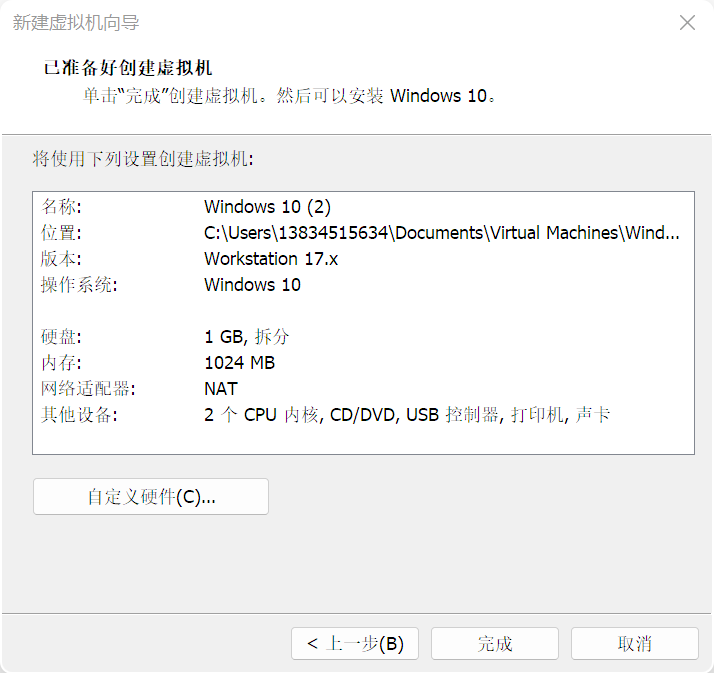 新建虚拟机向导
已准备好创建虚拟机
单击“完成”创建虚拟机。然后可以安装 Windows 10。
将使用下列设置创建虚拟机:
名称: Windows 10 (2)
位置: C:\Users\13834515634\Documents\Virtual Machines\Wind...
版本: Workstation 17.x
操作系统: Windows 10
硬盘: 1 GB, 拆分
内存: 1024 MB
网络适配器: NAT
其他设备: 2 个 CPU 内核, CD/DVD, USB 控制器, 打印机, 声卡
自定义硬件(C)...
< 上一步(B) 完成 取消